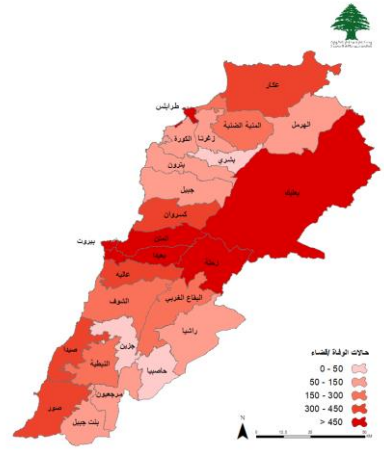 عكار
طرابلس
المنية الضنية
الهرمل
زغرتا
الكورة
بشري
بترون
جبيل
بعلبك
كسروان
المتن
بيروت
بعبدا
زحلة
عاليه
البقاع الغربي
الشوف
راشيا
جزين
صيدا
النبطية
حاصبيا
مرجعيون
صور
بنت جبيل
حالات الوفاة /قضاء
0 - 50
50 - 150
150 - 300
300 - 450
> 450
N